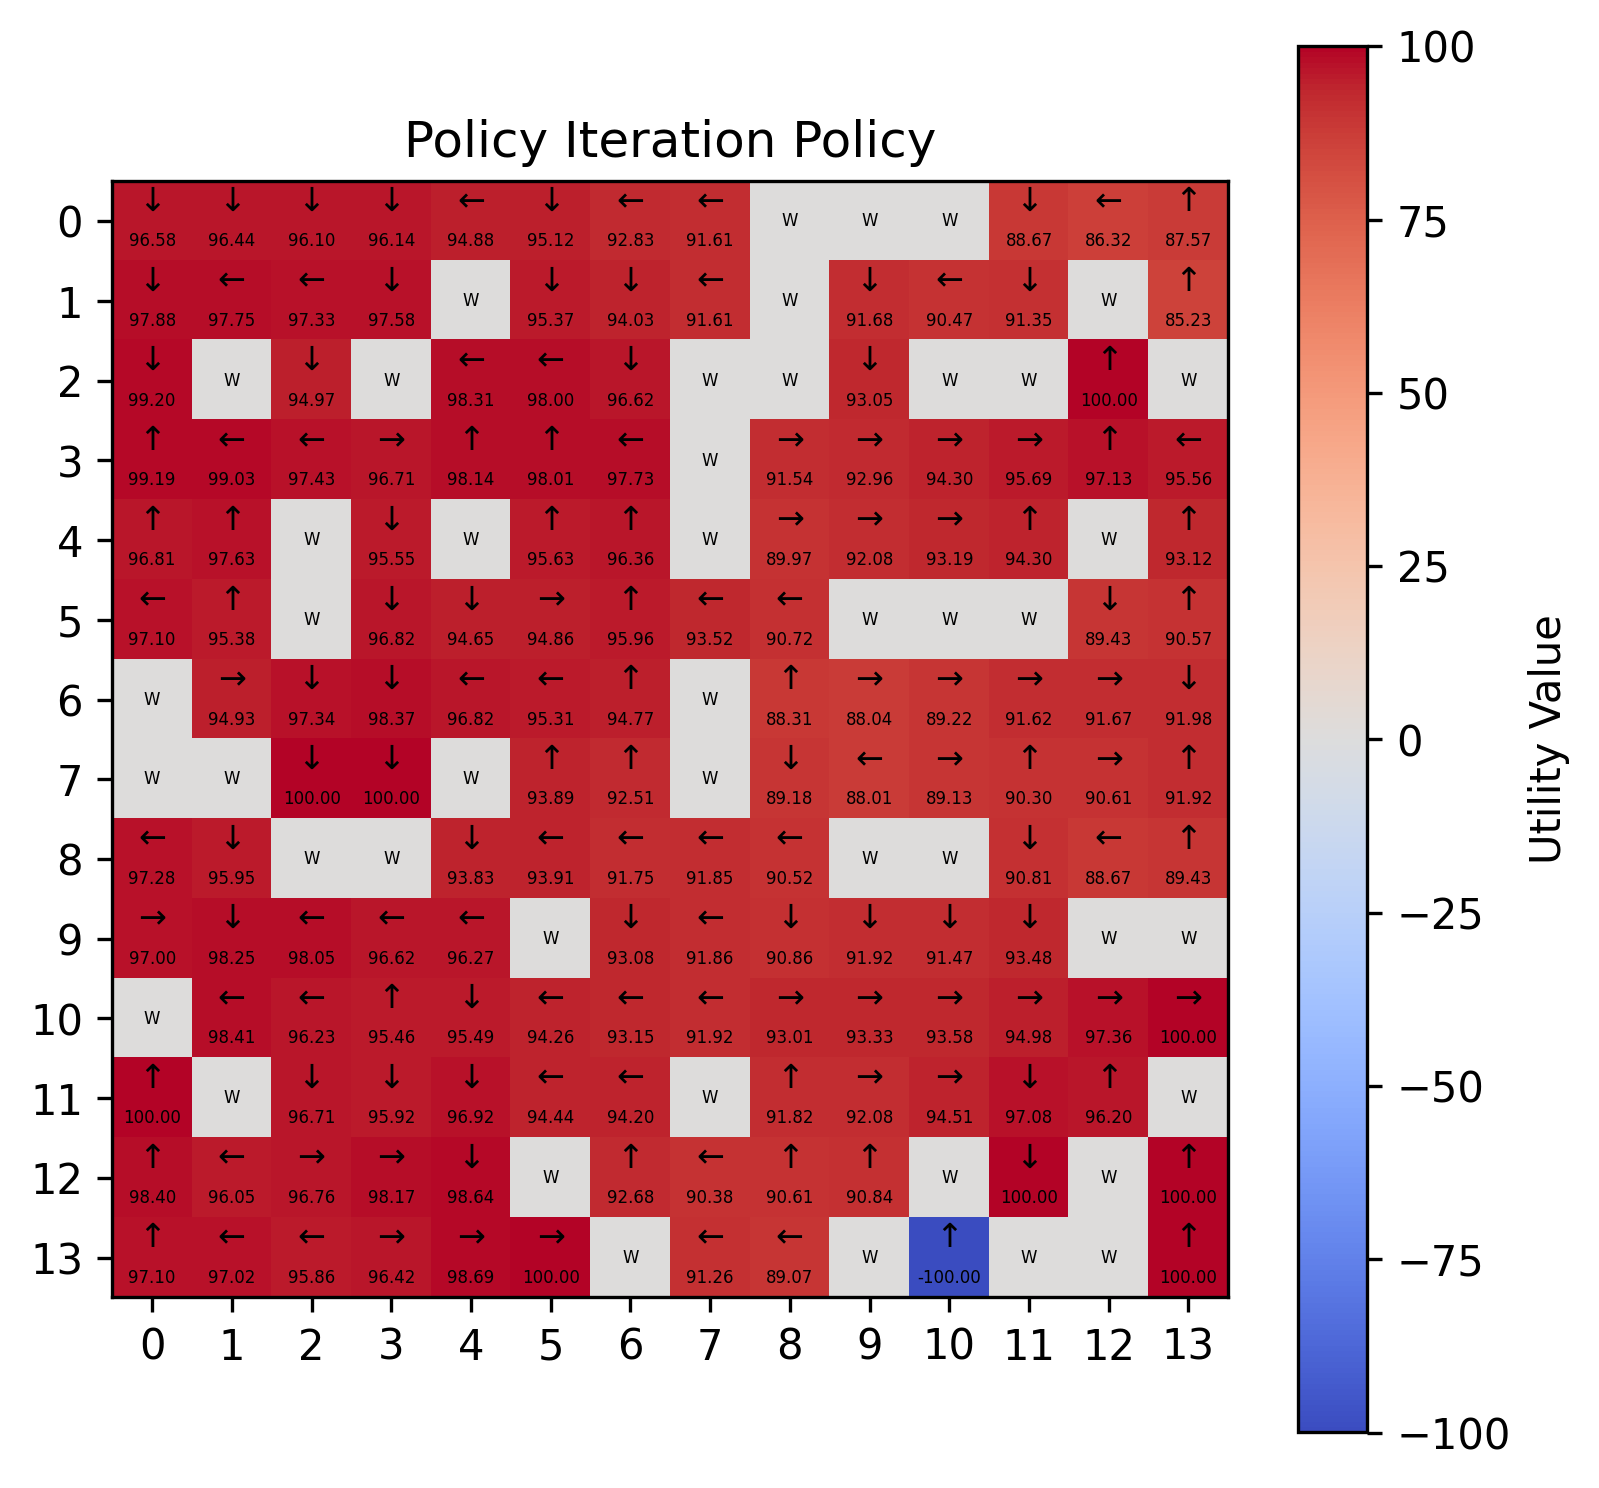 Policy Iteration Policy
0 ↓ ↓ ↓ ↓ ← ↓ ← ← W W W ↓ ← ↑
96.58 96.44 96.10 96.14 94.88 95.12 92.83 91.61 88.67 86.32 87.57
1 ↓ ← ← ↓ W ↓ ↓ ← W ↓ ← ↓ W ↑
97.88 97.75 97.33 97.58 95.37 94.03 91.61 91.68 90.47 91.35 85.23
2 ↓ W ↓ W ← ← ↓ W W ↓ W W ↑ W
99.20 94.97 98.31 98.00 96.62 93.05 100.00
3 ↑ ← ← → ↑ ↑ ← W → → → → ↑ ←
99.19 99.03 97.43 96.71 98.14 98.01 97.73 91.54 92.96 94.30 95.69 97.13 95.56
4 ↑ ↑ W ↓ W ↑ ↑ W → → → ↑ W ↑
96.81 97.63 95.55 95.63 96.36 89.97 92.08 93.19 94.30 93.12
5 ← ↑ W ↓ ↓ → ↑ ← ← W W W ↓ ↑
97.10 95.38 96.82 94.65 94.86 95.96 93.52 90.72 89.43 90.57
6 W → ↓ ↓ ← ← ↑ W ↑ → → → → ↓
94.93 97.34 98.37 96.82 95.31 94.77 88.31 88.04 89.22 91.62 91.67 91.98
7 W W ↓ ↓ W ↑ ↑ W ↓ ← → ↑ → ↑
100.00 100.00 93.89 92.51 89.18 88.01 89.13 90.30 90.61 91.92
8 ← ↓ W W ↓ ← ← ← ← W W ↓ ← ↑
97.28 95.95 93.83 93.91 91.75 91.85 90.52 90.81 88.67 89.43
9 → ↓ ← ← ← W ↓ ← ↓ ↓ ↓ ↓ W W
97.00 98.25 98.05 96.62 96.27 93.08 91.86 90.86 91.92 91.47 93.48
10 W ← ← ↑ ↓ ← ← ← → → → → → →
98.41 96.23 95.46 95.49 94.26 93.15 91.92 93.01 93.33 93.58 94.98 97.36 100.00
11 ↑ W ↓ ↓ ↓ ← ← W ↑ → → ↓ ↑ W
100.00 96.71 95.92 96.92 94.44 94.20 91.82 92.08 94.51 97.08 96.20
12 ↑ ← → → ↓ W ↑ ← ↑ ↑ W ↓ W ↑
98.40 96.05 96.76 98.17 98.64 92.68 90.38 90.61 90.84 100.00 100.00
13 ↑ ← ← → → → W ← ← W ↑ W W ↑
97.10 97.02 95.86 96.42 98.69 100.00 91.26 89.07 -100.00 100.00
0 1 2 3 4 5 6 7 8 9 10 11 12 13
100
75
50
25
0
−25
−50
−75
−100
Utility Value